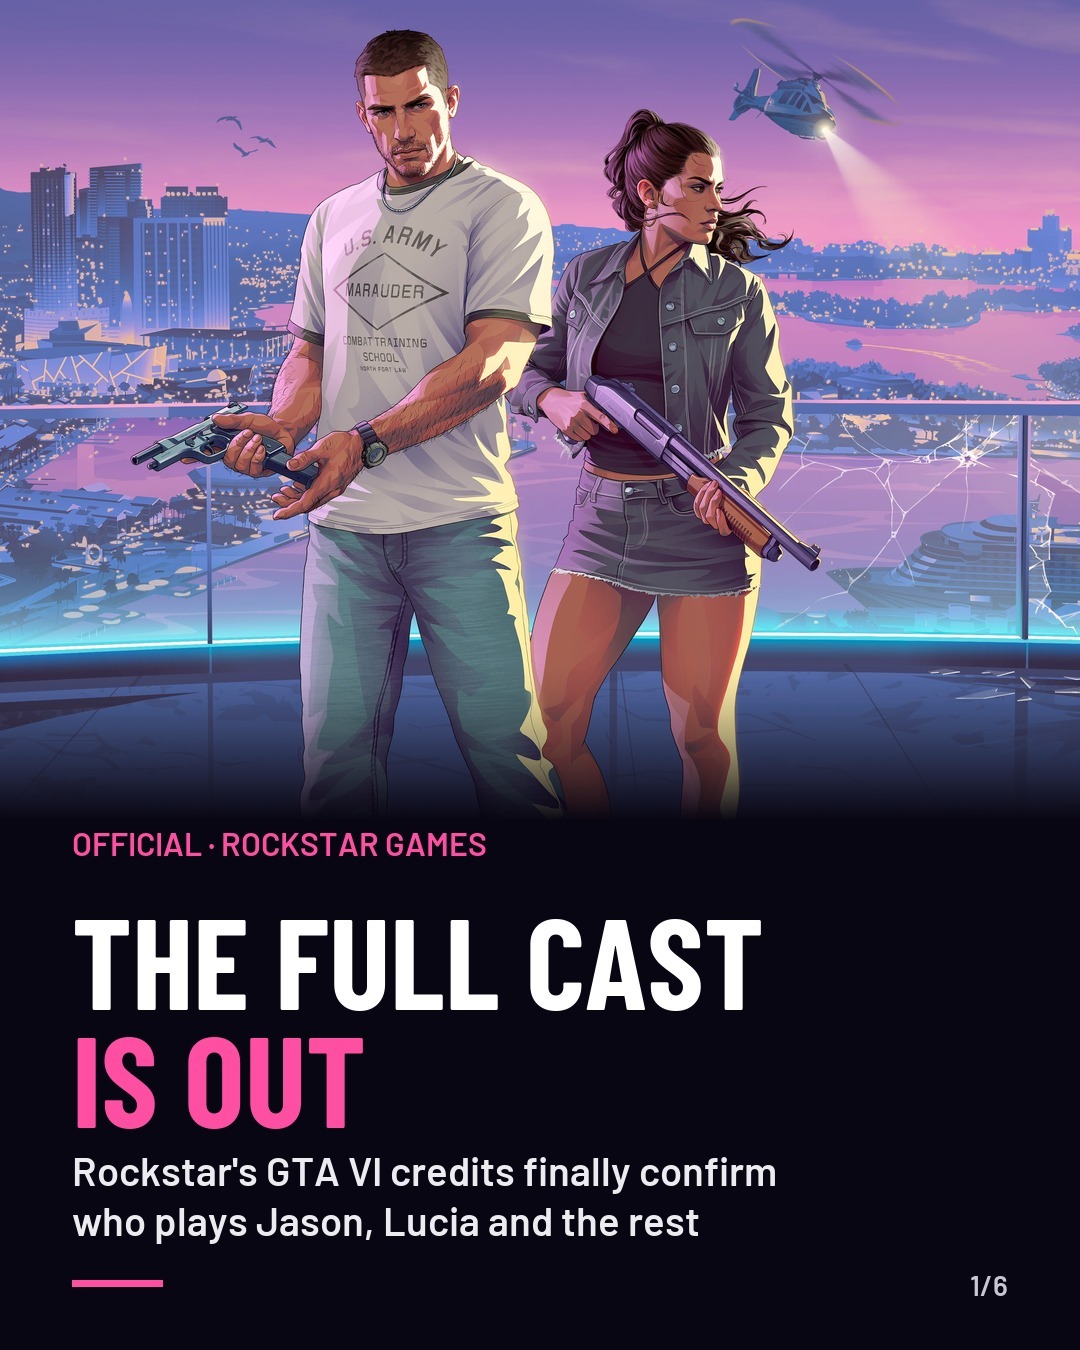 U.S. ARMY
MARAUDER
COMBAT TRAINING
SCHOOL
NORTH FORT LAW
OFFICIAL · ROCKSTAR GAMES
THE FULL CAST
IS OUT
Rockstar's GTA VI credits finally confirm
who plays Jason, Lucia and the rest
1/6